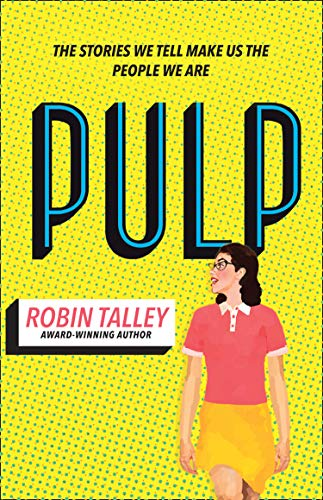 THE STORIES WE TELL MAKE US THE
PEOPLE WE ARE
PULP
ROBIN TALLEY
AWARD-WINNING AUTHOR